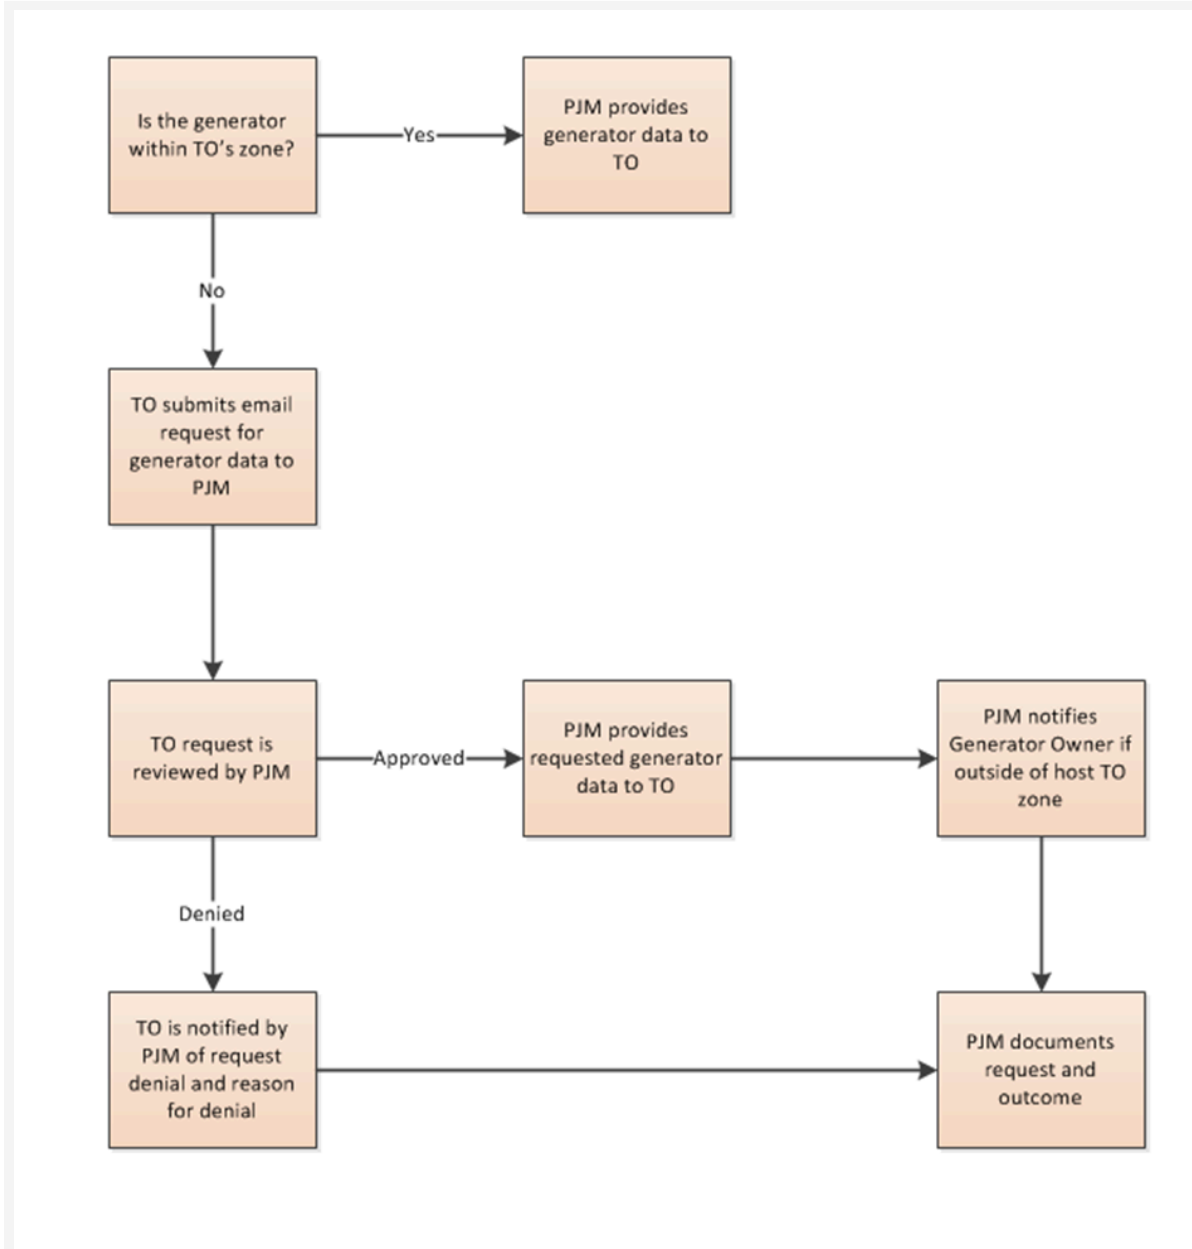 Is the generator
within TO's zone?
Yes
PJM provides
generator data to
TO
No
TO submits email
request for
generator data to
PJM
TO request is
reviewed by PJM
Approved
PJM provides
requested generator
data to TO
PJM notifies
Generator Owner if
outside of host TO
zone
Denied
TO is notified by
PJM of request
denial and reason
for denial
PJM documents
request and
outcome